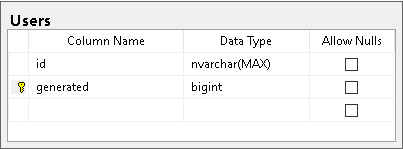 Users
Column Name Data Type Allow Nulls
id nvarchar(MAX)
generated bigint